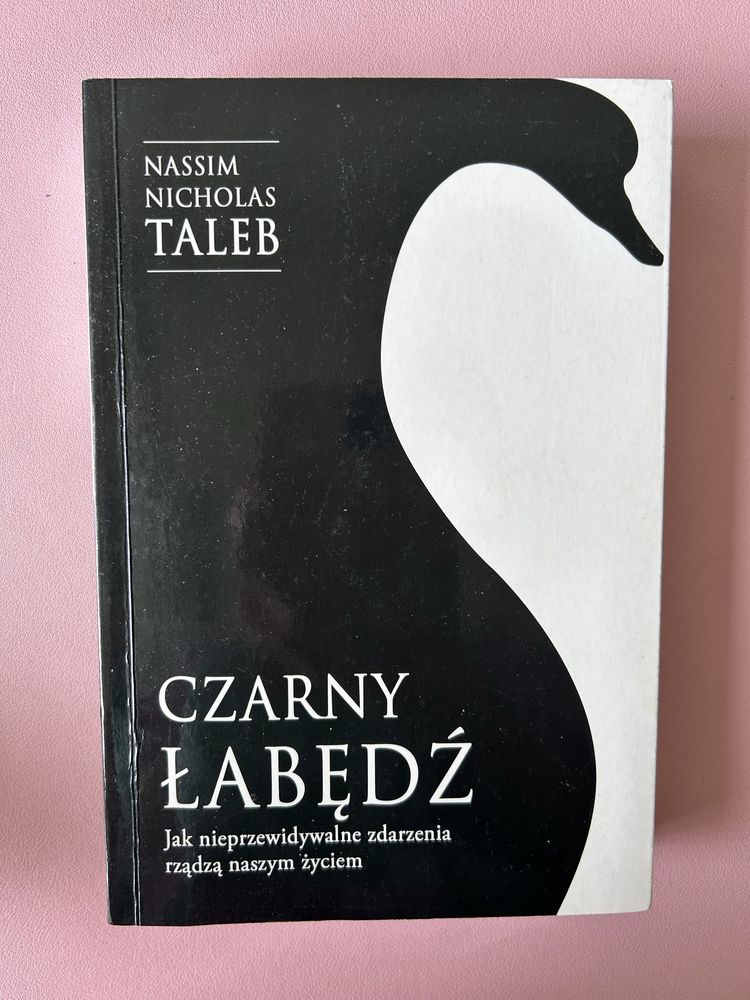 NASSIM
NICHOLAS
TALEB
CZARNY
ŁABĘDŹ
Jak nieprzewidywalne zdarzenia
rządzą naszym życiem